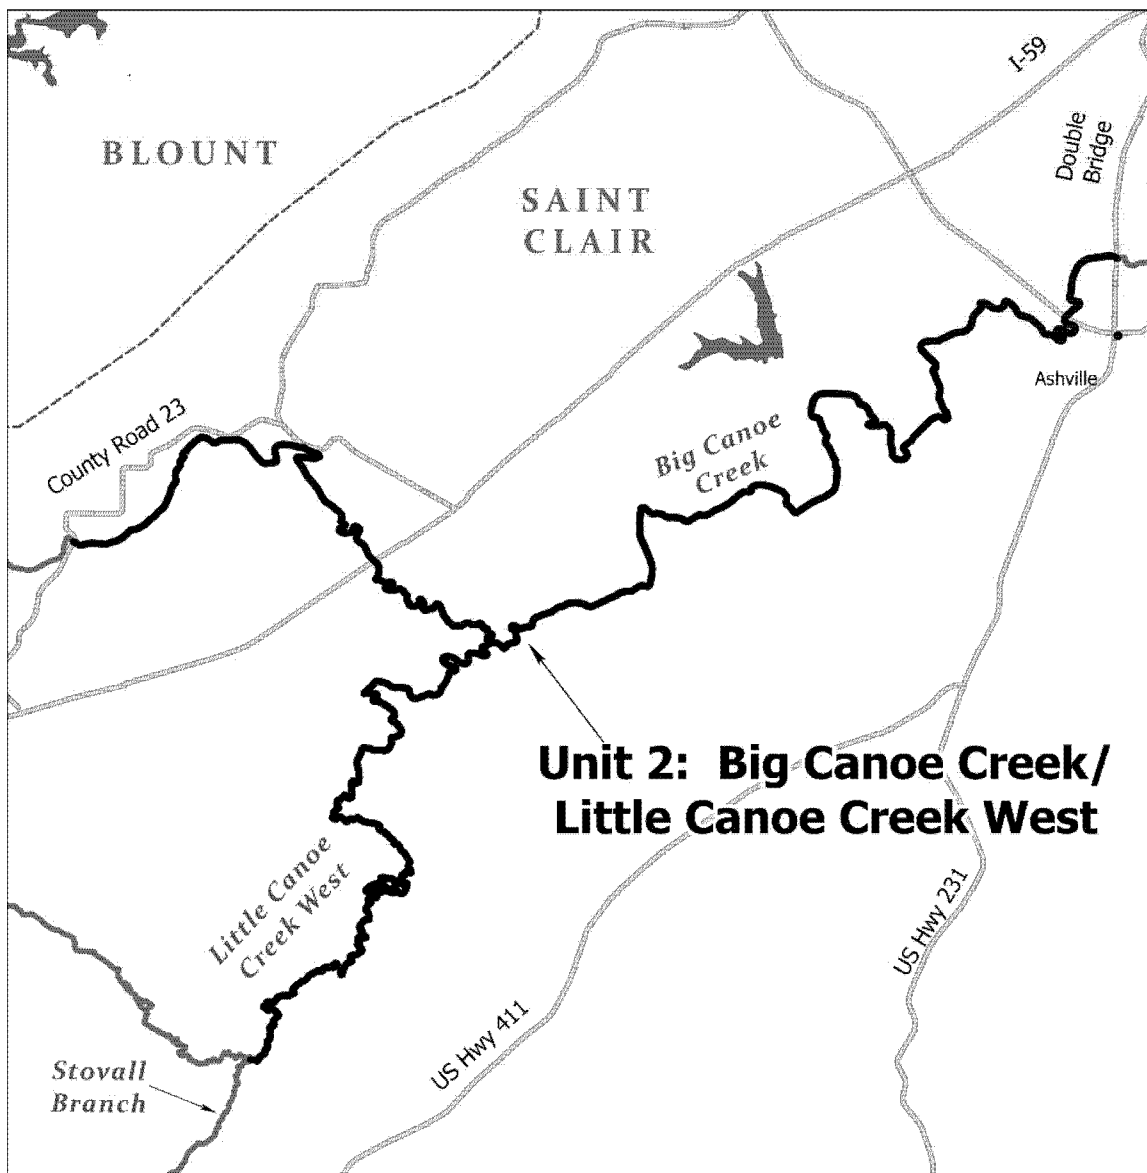 I-59
BLOUNT
Double
Bridge
SAINT
CLAIR
Ashville
County Road 23
Big Canoe
Creek
Unit 2: Big Canoe Creek/
Little Canoe Creek West
Little Canoe
Creek West
US Hwy 231
US Hwy 411
Stovall
Branch